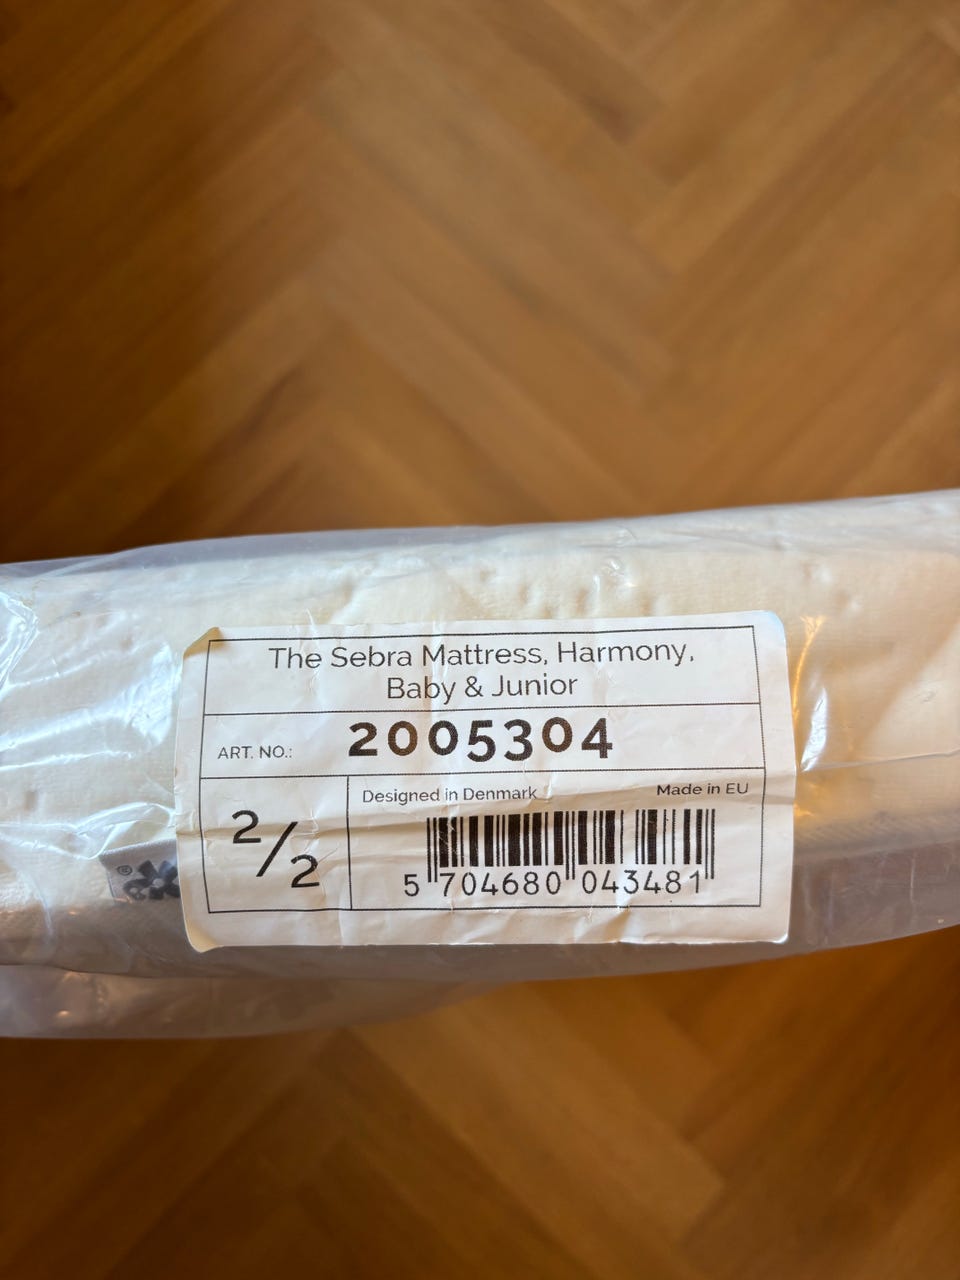 The Sebra Mattress, Harmony,
Baby & Junior
ART. NO.: 2005304
2/2
Designed in Denmark Made in EU
5 704680 043481
®